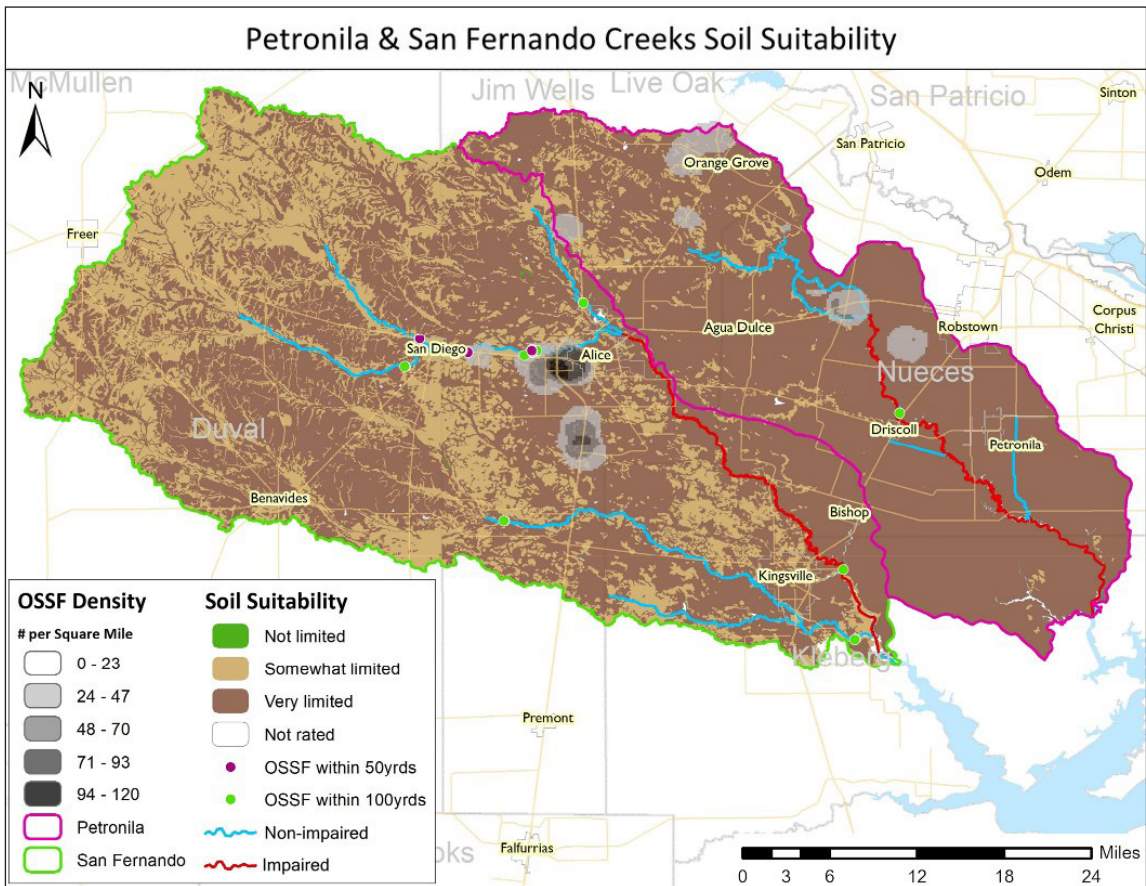 Petronila & San Fernando Creeks Soil Suitability
McMullen
Jim Wells
Live Oak
San Patricio
N
Sinton
San Patricio
Orange Grove
Odem
Freer
Corpus
Christi
Agua Dulce
Robstown
San Diego
Alice
Nueces
Duval
Driscoll
Petronila
Benavides
Bishop
Kingsville
Kleberg
Premont
Falfurrias
oks
OSSF Density
# per Square Mile
0 - 23
24 - 47
48 - 70
71 - 93
94 - 120
Petronila
San Fernando
Soil Suitability
Not limited
Somewhat limited
Very limited
Not rated
OSSF within 50yrds
OSSF within 100yrds
Non-impaired
Impaired
Miles
0 3 6 12 18 24